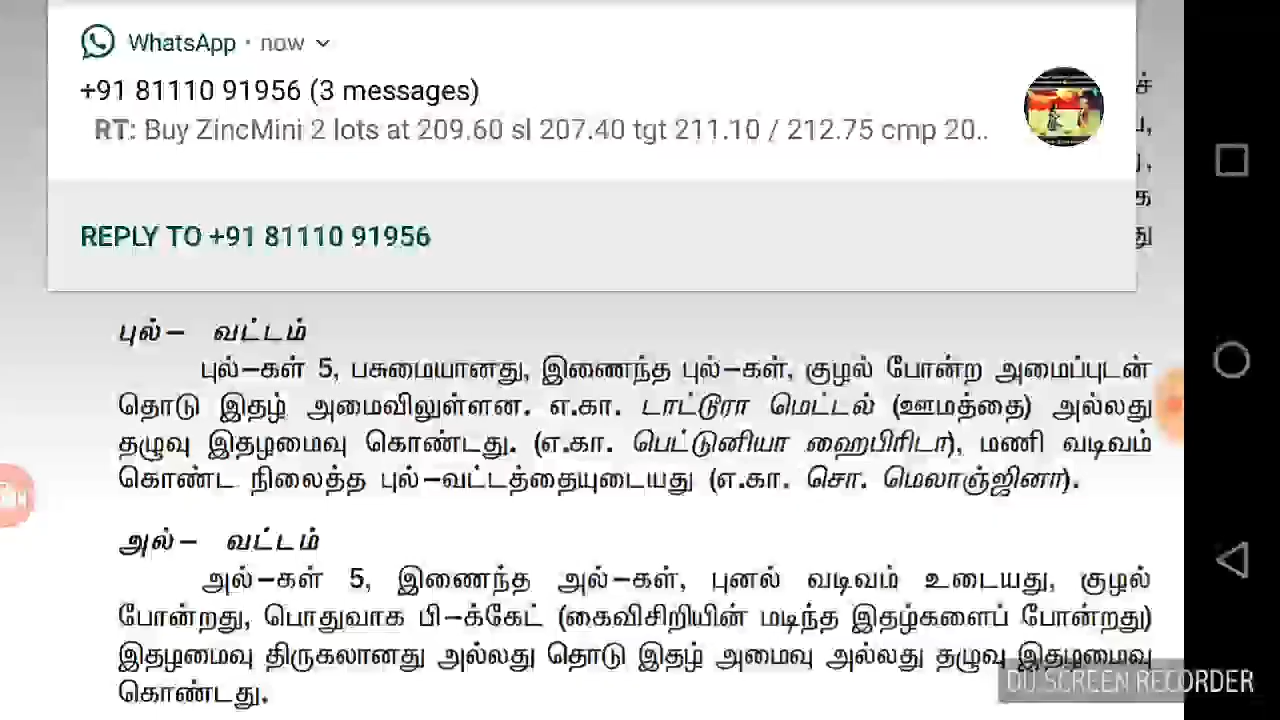 WhatsApp · now
+91 81110 91956 (3 messages)
RT: Buy ZincMini 2 lots at 209.60 sl 207.40 tgt 211.10 / 212.75 cmp 20..
REPLY TO +91 81110 91956
புல்– வட்டம்
புல்–கள் 5, பசுமையானது, இணைந்த புல்–கள், குழல் போன்ற அமைப்புடன்
தொடு இதழ் அமைவிலுள்ளன. எ.கா. டாட்டூரா மெட்டல் (ஊமத்தை) அல்லது
தழுவு இதழமைவு கொண்டது. (எ.கா. பெட்டுனியா ஹைபிரிடா), மணி வடிவம்
கொண்ட நிலைத்த புல்–வட்டத்தையுடையது (எ.கா. சொ. மெலாஞ்ஜினா).
அல்– வட்டம்
அல்–கள் 5, இணைந்த அல்–கள், புனல் வடிவம் உடையது, குழல்
போன்றது, பொதுவாக பி–க்கேட் (கைவிசிறியின் மடிந்த இதழ்களைப் போன்றது)
இதழமைவு திருகலானது அல்லது தொடு இதழ் அமைவு அல்லது தழுவு இதழமைவு
கொண்டது.
DU SCREEN RECORDER